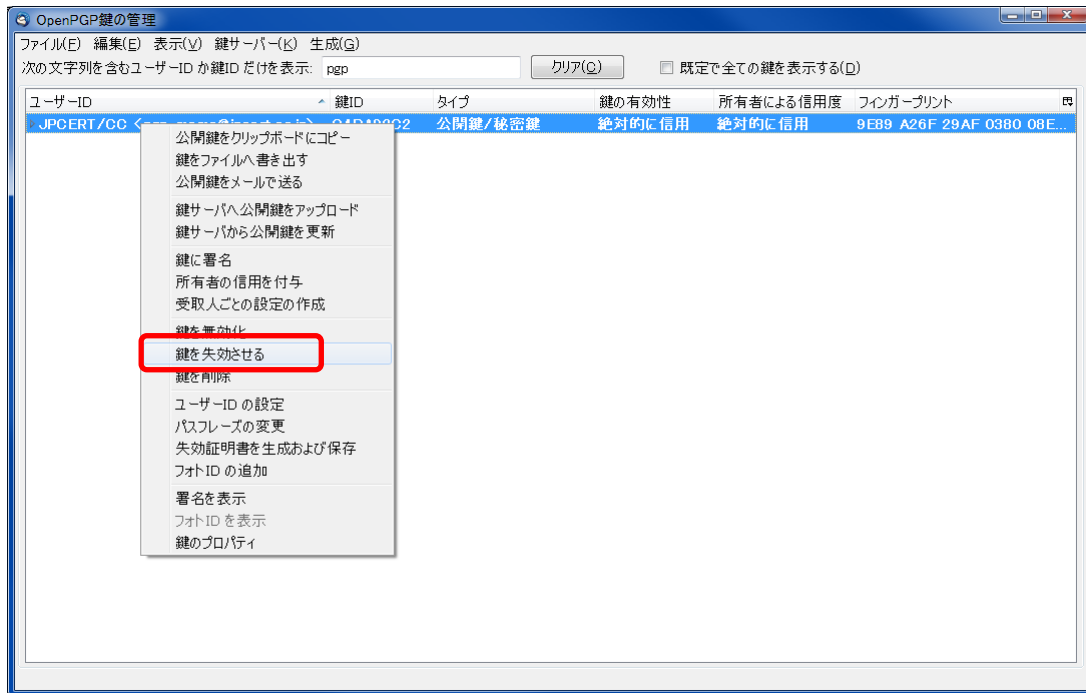 OpenPGP鍵の管理
ファイル(F) 編集(E) 表示(V) 鍵サーバー(K) 生成(G)
次の文字列を含むユーザーID か鍵ID だけを表示: pgp クリア(C) 既定で全ての鍵を表示する(D)
ユーザーID 鍵ID タイプ 鍵の有効性 所有者による信用度 フィンガープリント
JPCERT/CC 公開鍵/秘密鍵 絶対的に信用 絶対的に信用 9E89 A26F 29AF 0380 08E...
公開鍵をクリップボードにコピー
鍵をファイルへ書き出す
公開鍵をメールで送る
鍵サーバへ公開鍵をアップロード
鍵サーバから公開鍵を更新
鍵に署名
所有者の信用を付与
受取人ごとの設定の作成
鍵を無効化
鍵を失効させる
鍵を削除
ユーザーID の設定
パスフレーズの変更
失効証明書を生成および保存
フォトID の追加
署名を表示
フォトID を表示
鍵のプロパティ